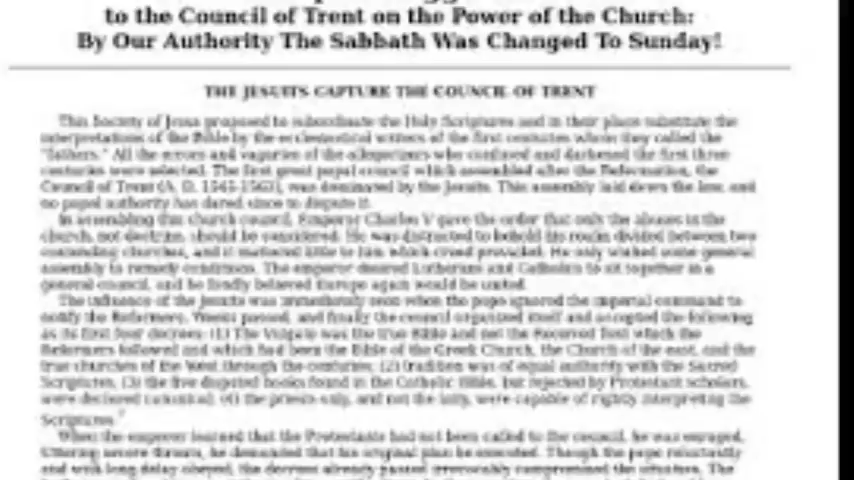 to the Council of Trent on the Power of the Church:
By Our Authority The Sabbath Was Changed To Sunday!
THE JESUITS CAPTURE THE COUNCIL OF TRENT
This Society of Jesus proposed to subordinate the Holy Scriptures and in their place substitute the
interpretations of the Bible by the ecclesiastical writers of the first centuries whom they called the
"fathers." All the errors and vagaries of the allegorizers who confused and darkened the first three
centuries were selected. The first great papal council which assembled after the Reformation, the
Council of Trent (A. D. 1545-1563), was dominated by the Jesuits. This assembly laid down the law, and
no papal authority has dared since to dispute it.
In assembling this church council, Emperor Charles V gave the order that only the abuses in the
church, not doctrine, should be considered. He was distracted to behold his realm divided between two
contending churches, and it mattered little to him which creed prevailed. He only wished some general
assembly to remedy conditions. The emperor desired Lutherans and Catholics to sit together in a
general council, and he fondly believed Europe again would be united.
The influence of the Jesuits was immediately seen when the pope ignored the imperial command to
notify the Reformers. Weeks passed, and finally the council organized itself and accepted the following
as its first four decrees: (1) The Vulgate was the true Bible and not the Received Text which the
Reformers followed and which had been the Bible of the Greek Church, the Church of the east, and the
true churches of the West through the centuries; (2) tradition was of equal authority with the Sacred
Scriptures; (3) the five disputed books found in the Catholic Bible, but rejected by Protestant scholars,
were declared canonical; (4) the priests only, and not the laity, were capable of rightly interpreting the
Scriptures.
When the emperor learned that the Protestants had not been called to the council, he was enraged.
Uttering severe threats, he demanded that his original plan be executed. Though the pope reluctantly
and with long delay obeyed, the decrees already passed irrevocably compromised the situation. The